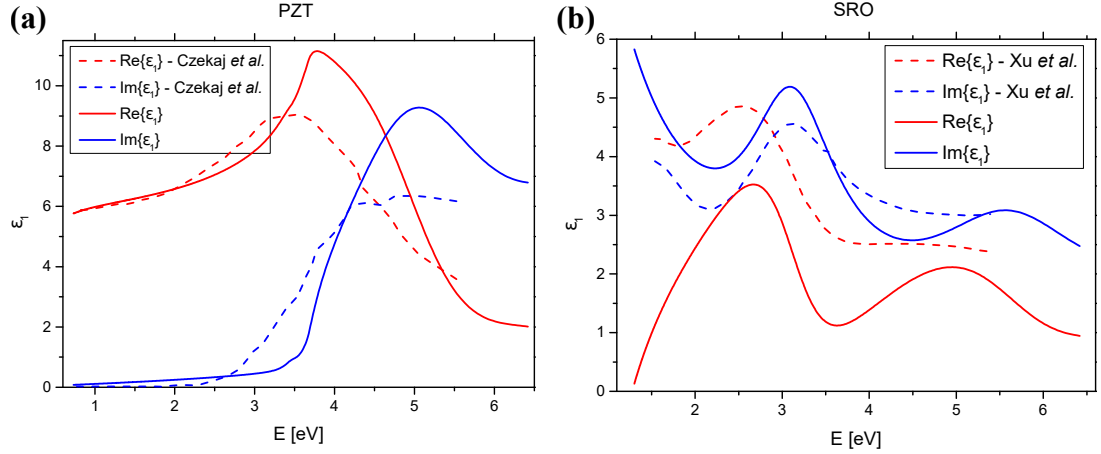 (a)
PZT
Re{ε₁} - Czekaj et al.
Im{ε₁} - Czekaj et al.
Re{ε₁}
Im{ε₁}
10
8
6
4
2
0
ε₁
1
2
3
4
5
6
E [eV]
(b)
SRO
Re{ε₁} - Xu et al.
Im{ε₁} - Xu et al.
Re{ε₁}
Im{ε₁}
6
5
4
3
2
1
0
ε₁
2
3
4
5
6
E [eV]